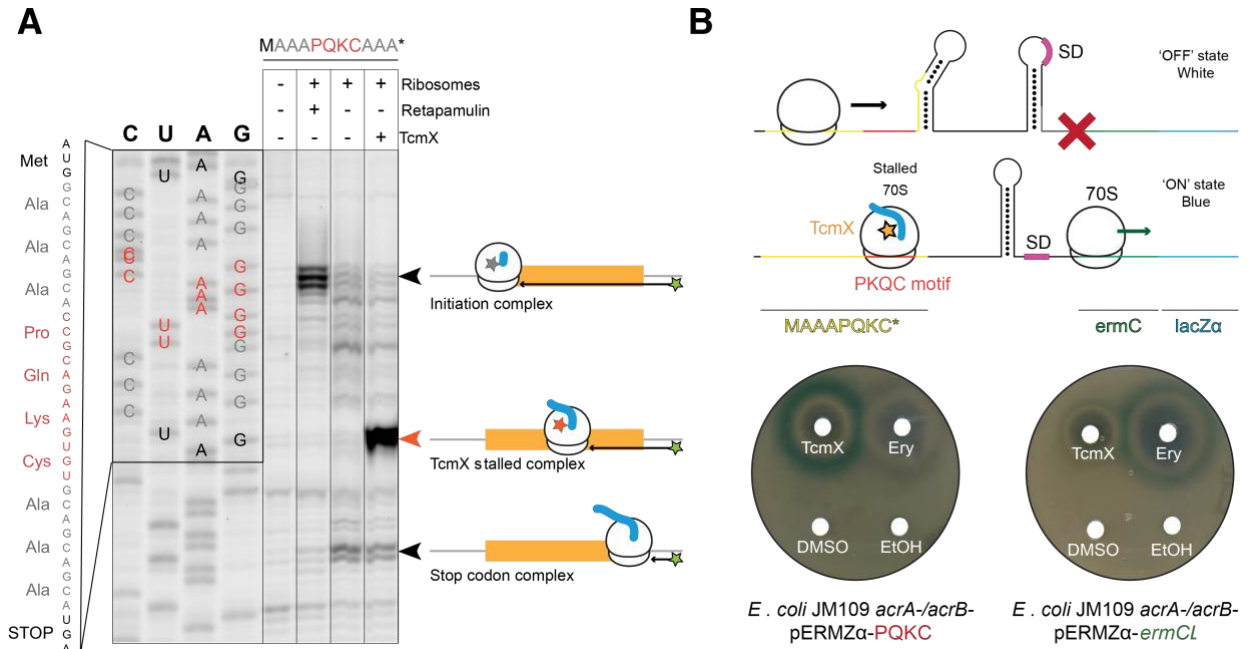 A
MAAAPQKCAAA*
- + + + Ribosomes
- + - - Retapamulin
- - - + TcmX
C U A G
Met
Ala
Ala
Ala
Pro
Gln
Lys
Cys
Ala
Ala
Ala
STOP
A
U
G
G
C
A
G
C
A
G
C
A
C
C
G
C
A
G
A
A
G
U
G
U
G
C
A
G
C
A
G
C
A
U
G
A
Initiation complex
TcmX stalled complex
Stop codon complex
B
SD
'OFF' state
White
Stalled
70S
TcmX
PKQC motif
SD
70S
'ON' state
Blue
MAAAPQKC*
ermC
lacZα
TcmX
Ery
DMSO
EtOH
E. coli JM109 acrA-/acrB-
pERMZα-PQKC
TcmX
Ery
DMSO
EtOH
E. coli JM109 acrA-/acrB-
pERMZα-ermCL